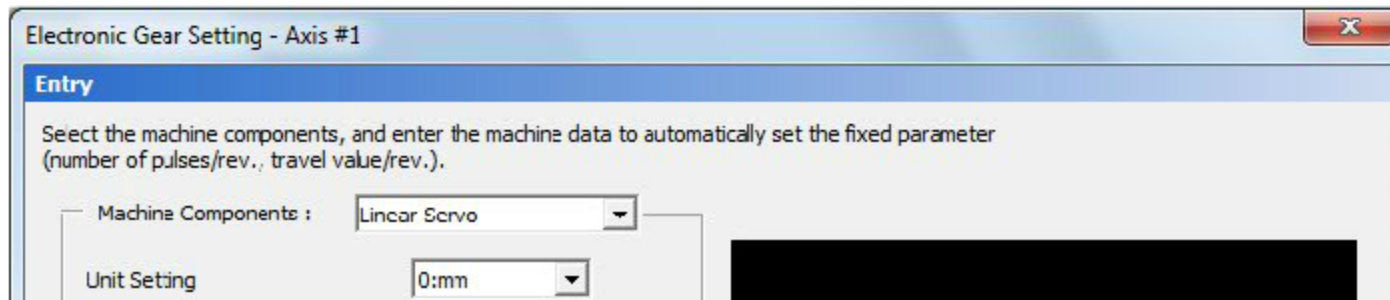 Electronic Gear Setting - Axis #1
Entry
Select the machine components, and enter the machine data to automatically set the fixed parameter
(number of pulses/rev., travel value/rev.).
Machine Components : Linear Servo
Unit Setting 0:mm